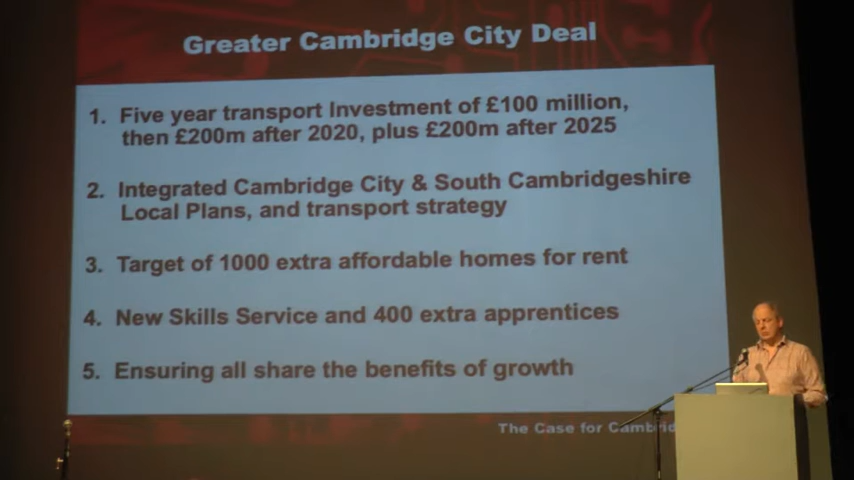 Greater Cambridge City Deal
1. Five year transport Investment of £100 million,
then £200m after 2020, plus £200m after 2025
2. Integrated Cambridge City & South Cambridgeshire
Local Plans, and transport strategy
3. Target of 1000 extra affordable homes for rent
4. New Skills Service and 400 extra apprentices
5. Ensuring all share the benefits of growth
The Case for Cambrid